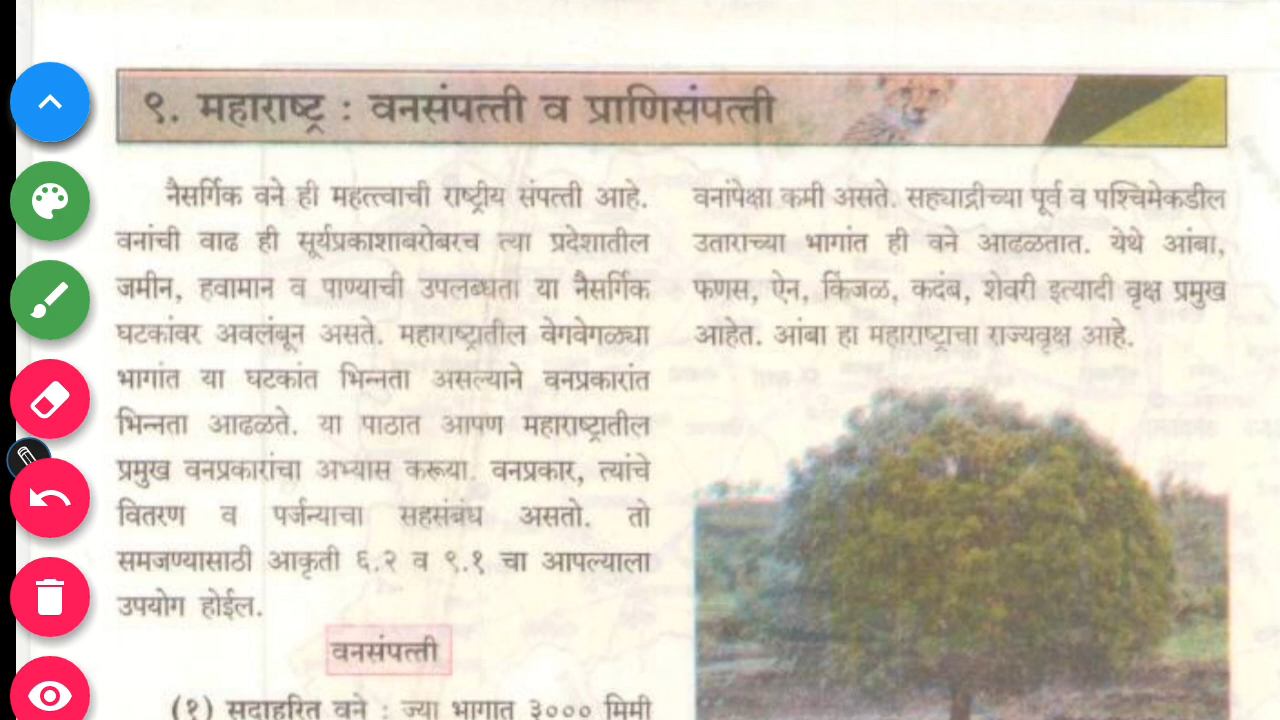 ९. महाराष्ट्र : वनसंपत्ती व प्राणिसंपत्ती
नैसर्गिक वने ही महत्त्वाची राष्ट्रीय संपत्ती आहे.
वनांची वाढ ही सूर्यप्रकाशाबरोबरच त्या प्रदेशातील
जमीन, हवामान व पाण्याची उपलब्धता या नैसर्गिक
घटकांवर अवलंबून असते. महाराष्ट्रातील वेगवेगळ्या
भागांत या घटकांत भिन्नता असल्याने वनप्रकारांत
भिन्नता आढळते. या पाठात आपण महाराष्ट्रातील
प्रमुख वनप्रकारांचा अभ्यास करूया. वनप्रकार, त्यांचे
वितरण व पर्जन्याचा सहसंबंध असतो. तो
समजण्यासाठी आकृती ६.२ व ९.१ चा आपल्याला
उपयोग होईल.
वनसंपत्ती
(१) सदाहरित वने : ज्या भागात ३००० मिमी
वनांपेक्षा कमी असते. सह्याद्रीच्या पूर्व व पश्चिमेकडील
उताराच्या भागांत ही वने आढळतात. येथे आंबा,
फणस, ऐन, किंजळ, कदंब, शेवरी इत्यादी वृक्ष प्रमुख
आहेत. आंबा हा महाराष्ट्राचा राज्यवृक्ष आहे.